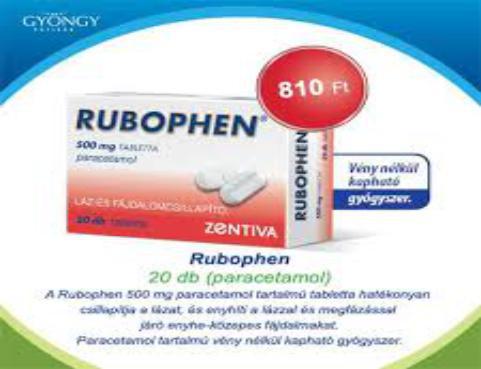 GYÖNGY
PATIKÁK
810 Ft
RUBOPHEN®
500 mg TABLETTA
paracetamol
LÁZ-ÉS FÁJDALOMCSILLAPÍTÓ
20 db tabletta
ZENTIVA
RUBOPHEN
Vény nélkül
kapható
gyógyszer.
Rubophen
20 db (paracetamol)
A Rubophen 500 mg paracetamol tartalmú tabletta hatékonyan
csillapítja a lázat, és enyhíti a lázzal és megfázással
járó enyhe-közepes fájdalmakat.
Paracetamol tartalmú vény nélkül kapható gyógyszer.